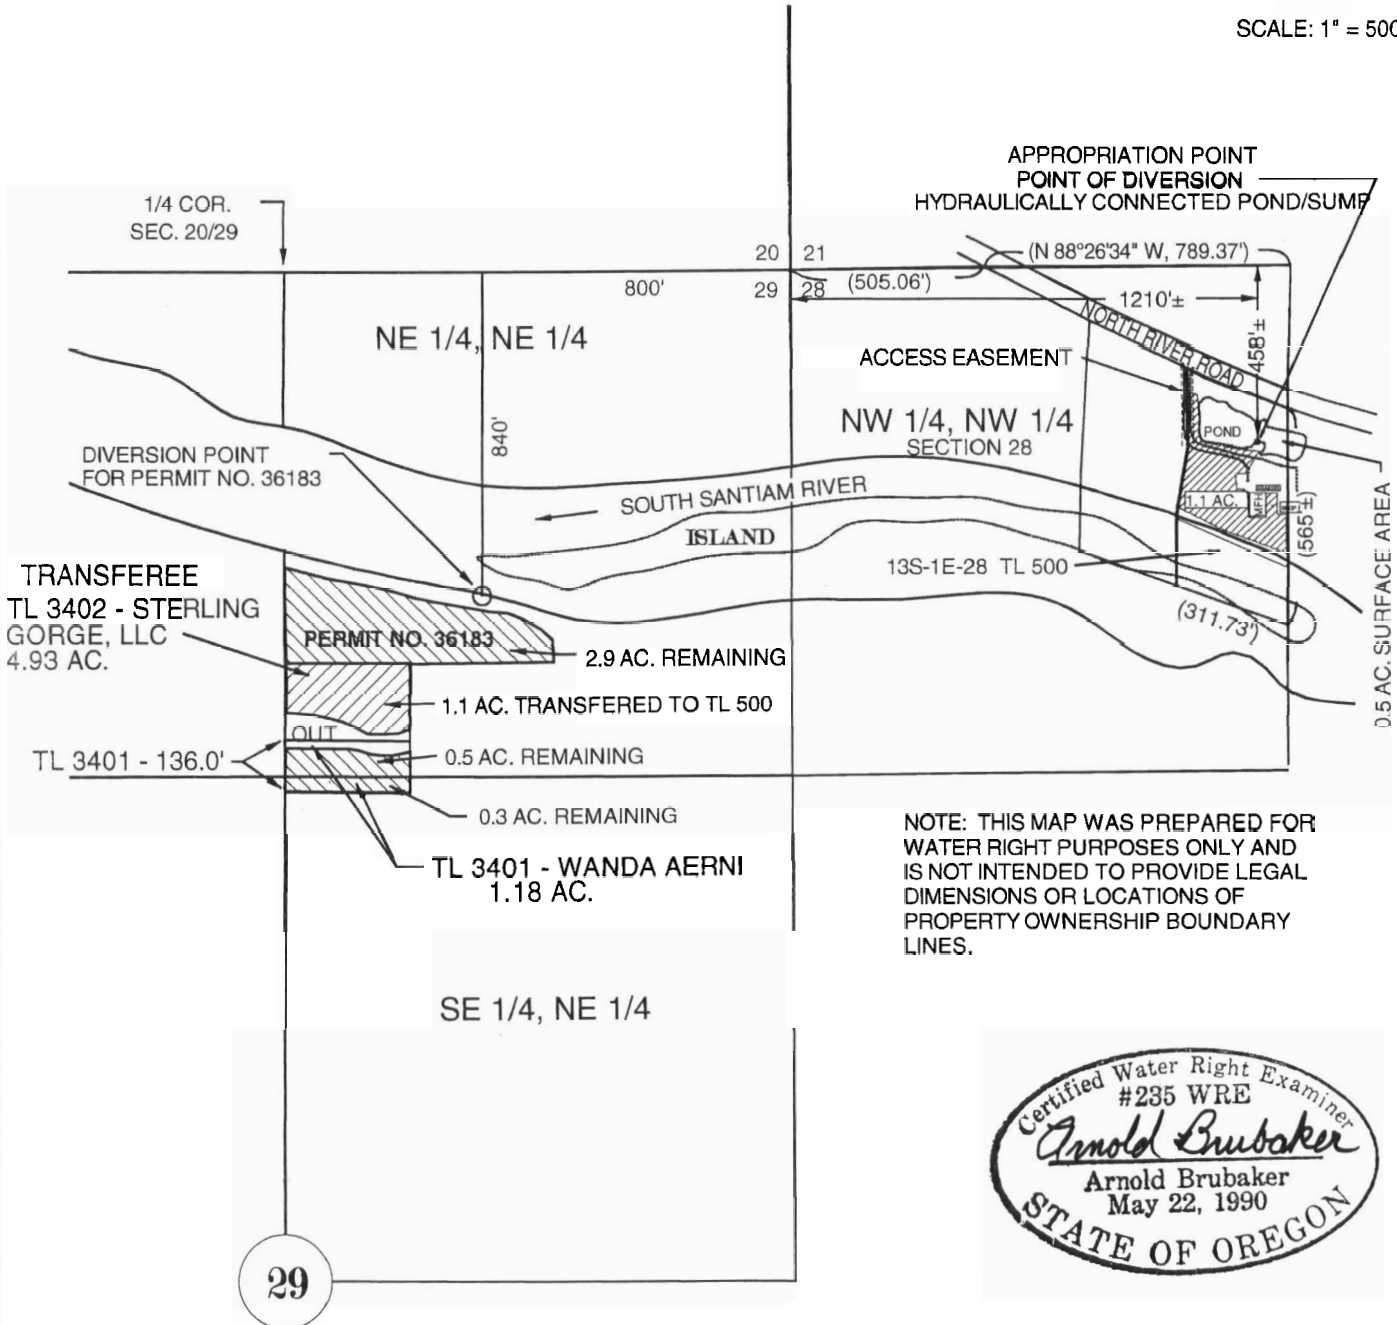 SCALE: 1" = 500
APPROPRIATION POINT
POINT OF DIVERSION
HYDRAULICALLY CONNECTED POND/SUMP
1/4 COR.
SEC. 20/29
20 21
29 28
(N 88°26'34" W, 789.37')
(505.06')
800'
1210'±
458'±
NORTH RIVER ROAD
NE 1/4, NE 1/4
ACCESS EASEMENT
NW 1/4, NW 1/4
SECTION 28
840'
POND
DIVERSION POINT
FOR PERMIT NO. 36183
SOUTH SANTIAM RIVER
ISLAND
1.1 AC.
(565'±)
0.5 AC. SURFACE AREA
13S-1E-28 TL 500
(311.73')
TRANSFEREE
TL 3402 - STERLING
GORGE, LLC
4.93 AC.
PERMIT NO. 36183
2.9 AC. REMAINING
1.1 AC. TRANSFERED TO TL 500
OUT
TL 3401 - 136.0'
0.5 AC. REMAINING
0.3 AC. REMAINING
TL 3401 - WANDA AERNI
1.18 AC.
NOTE: THIS MAP WAS PREPARED FOR
WATER RIGHT PURPOSES ONLY AND
IS NOT INTENDED TO PROVIDE LEGAL
DIMENSIONS OR LOCATIONS OF
PROPERTY OWNERSHIP BOUNDARY
LINES.
SE 1/4, NE 1/4
Certified Water Right Examiner
#235 WRE
Arnold Brubaker
Arnold Brubaker
May 22, 1990
STATE OF OREGON
29